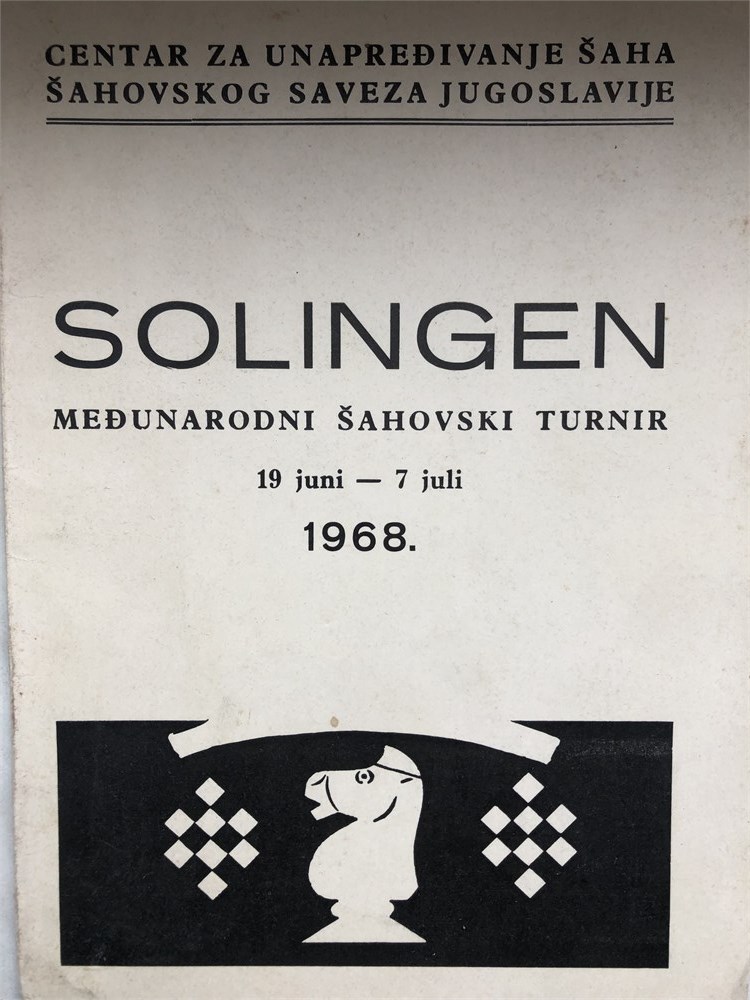 CENTAR ZA UNAPREĐIVANJE ŠAHA
ŠAHOVSKOG SAVEZA JUGOSLAVIJE
SOLINGEN
MEĐUNARODNI ŠAHOVSKI TURNIR
19 juni — 7 juli
1968.